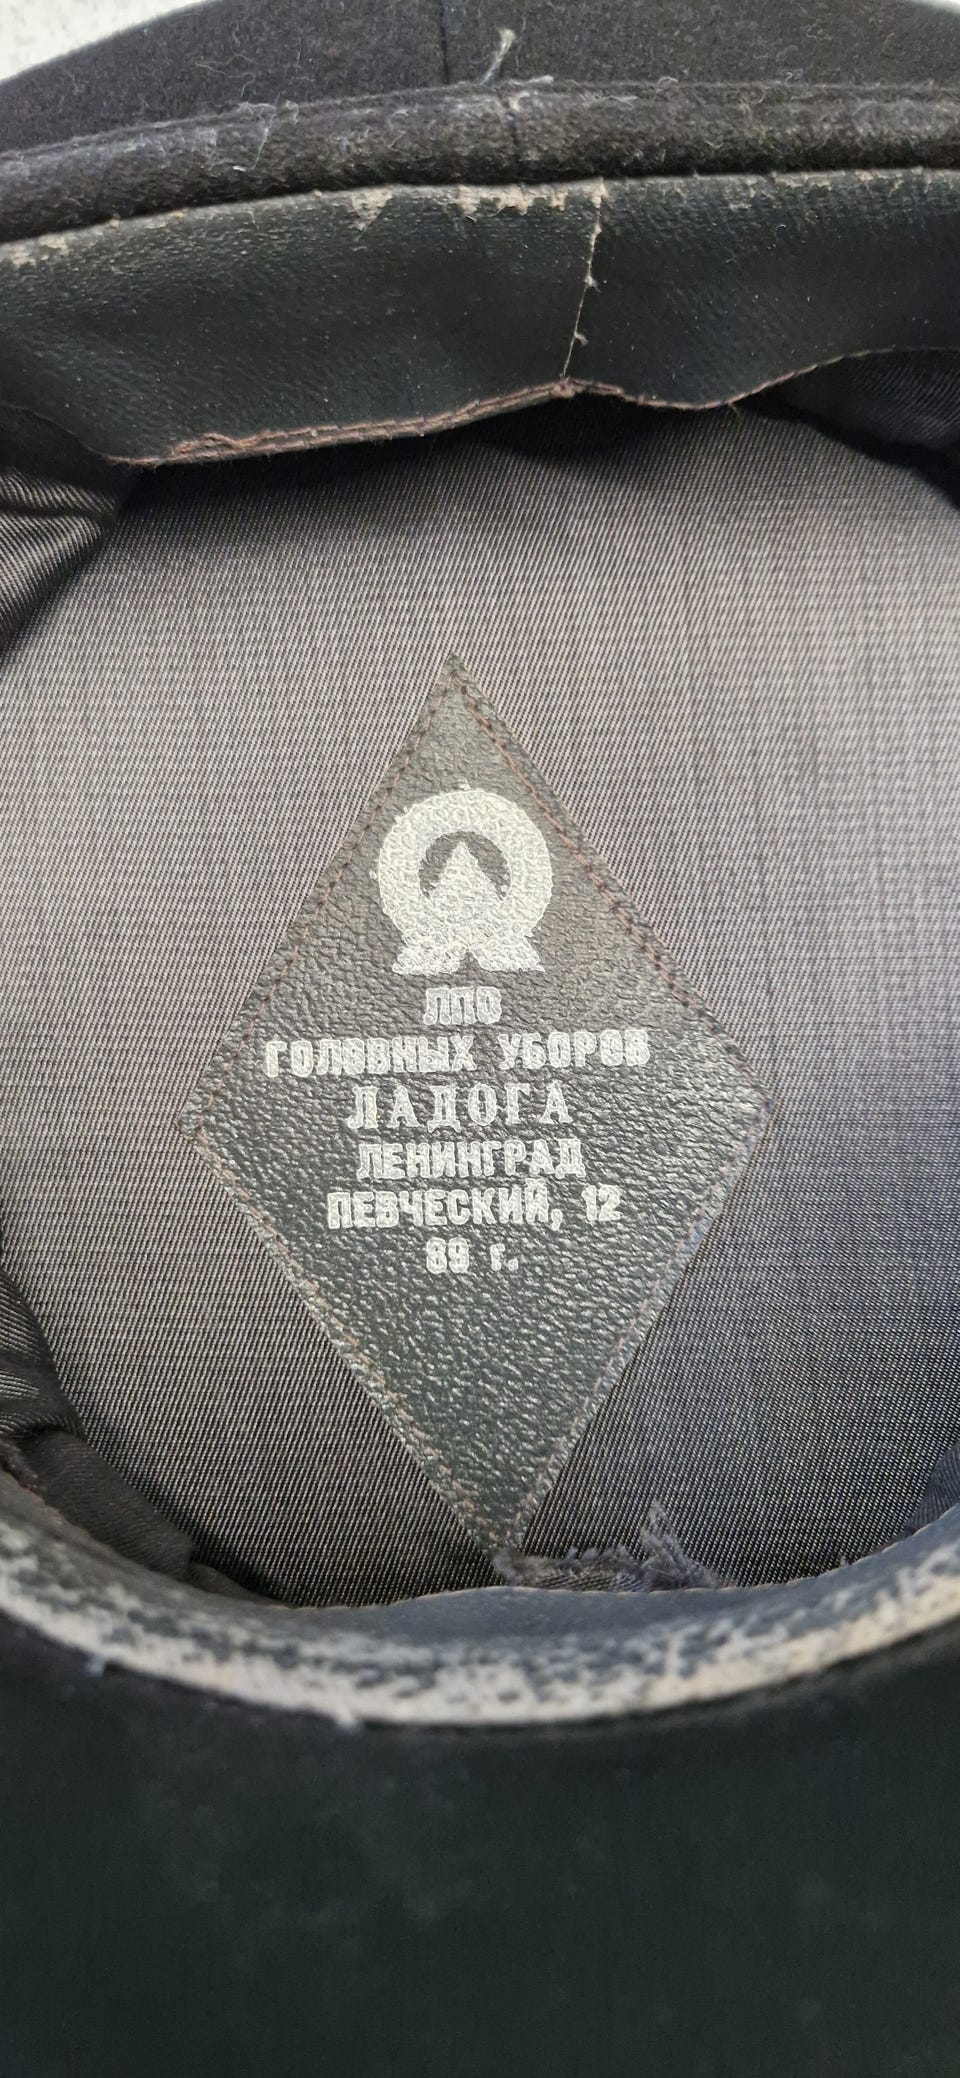 ЛПО
ГОЛОВНЫХ УБОРОВ
ЛАДОГА
ЛЕНИНГРАД
ПЕВЧЕСКИЙ, 12
89 г.